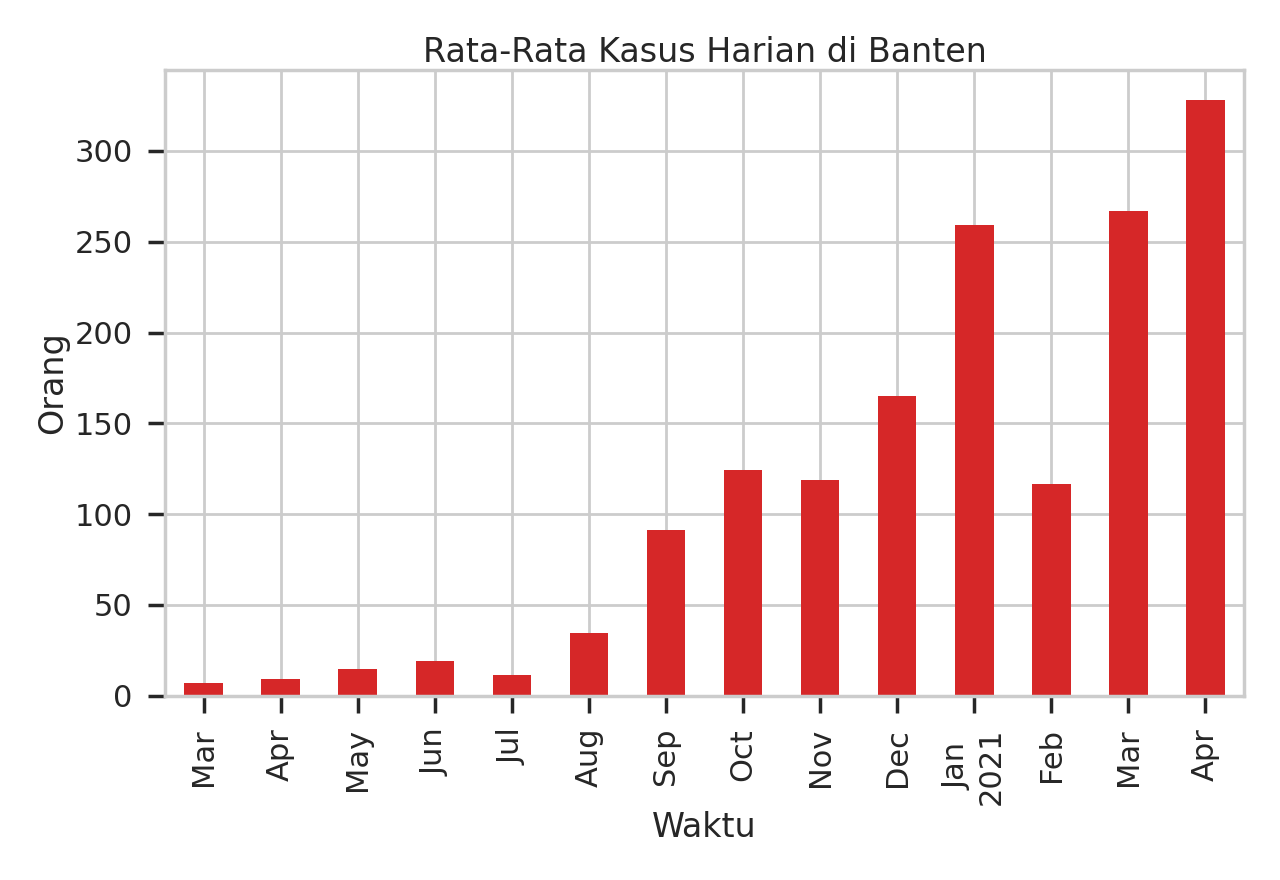 Rata-Rata Kasus Harian di Banten
Orang
300
250
200
150
100
50
0
Mar
Apr
May
Jun
Jul
Aug
Sep
Oct
Nov
Dec
Jan
2021
Feb
Mar
Apr
Waktu